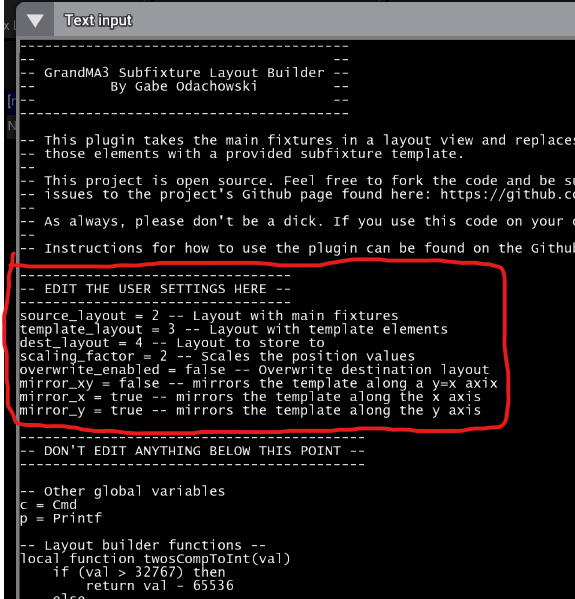 Text input
----------------------------------------
--                                    --
--  GrandMA3 Subfixture Layout Builder --
--          By Gabe Odachowski         --
--                                    --
----------------------------------------
-- This plugin takes the main fixtures in a layout view and replaces
-- those elements with a provided subfixture template.
--
-- This project is open source. Feel free to fork the code and be
-- issues to the project's Github page found here: https://github.
--
-- As always, please don't be a dick. If you use this code on your
--
-- Instructions for how to use the plugin can be found on the Github
---------------------------------
-- EDIT THE USER SETTINGS HERE --
---------------------------------
source_layout = 2 -- Layout with main fixtures
template_layout = 3 -- Layout with template elements
dest_layout = 4 -- Layout to store to
scaling_factor = 2 -- Scales the position values
overwrite_enabled = false -- Overwrite destination layout
mirror_xy = false -- mirrors the template along a y=x axix
mirror_x = true -- mirrors the template along the x axis
mirror_y = true -- mirrors the template along the y axis
------------------------------------------
-- DON'T EDIT ANYTHING BELOW THIS POINT --
------------------------------------------
-- Other global variables
c = Cmd
p = Printf
-- Layout builder functions --
local function twosCompToInt(val)
if (val > 32767) then
return val - 65536
else